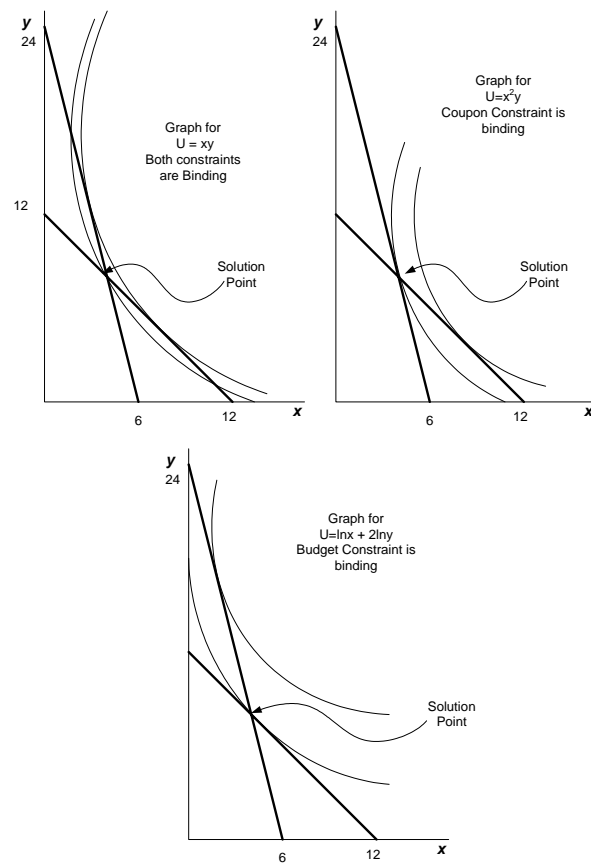 y
24
Graph for
U = xy
Both constraints
are Binding
12
Solution
Point
6
12
x
y
24
Graph for
U=x²y
Coupon Constraint is
binding
Solution
Point
6
12
x
y
24
Graph for
U=lnx + 2lny
Budget Constraint is
binding
Solution
Point
6
12
x